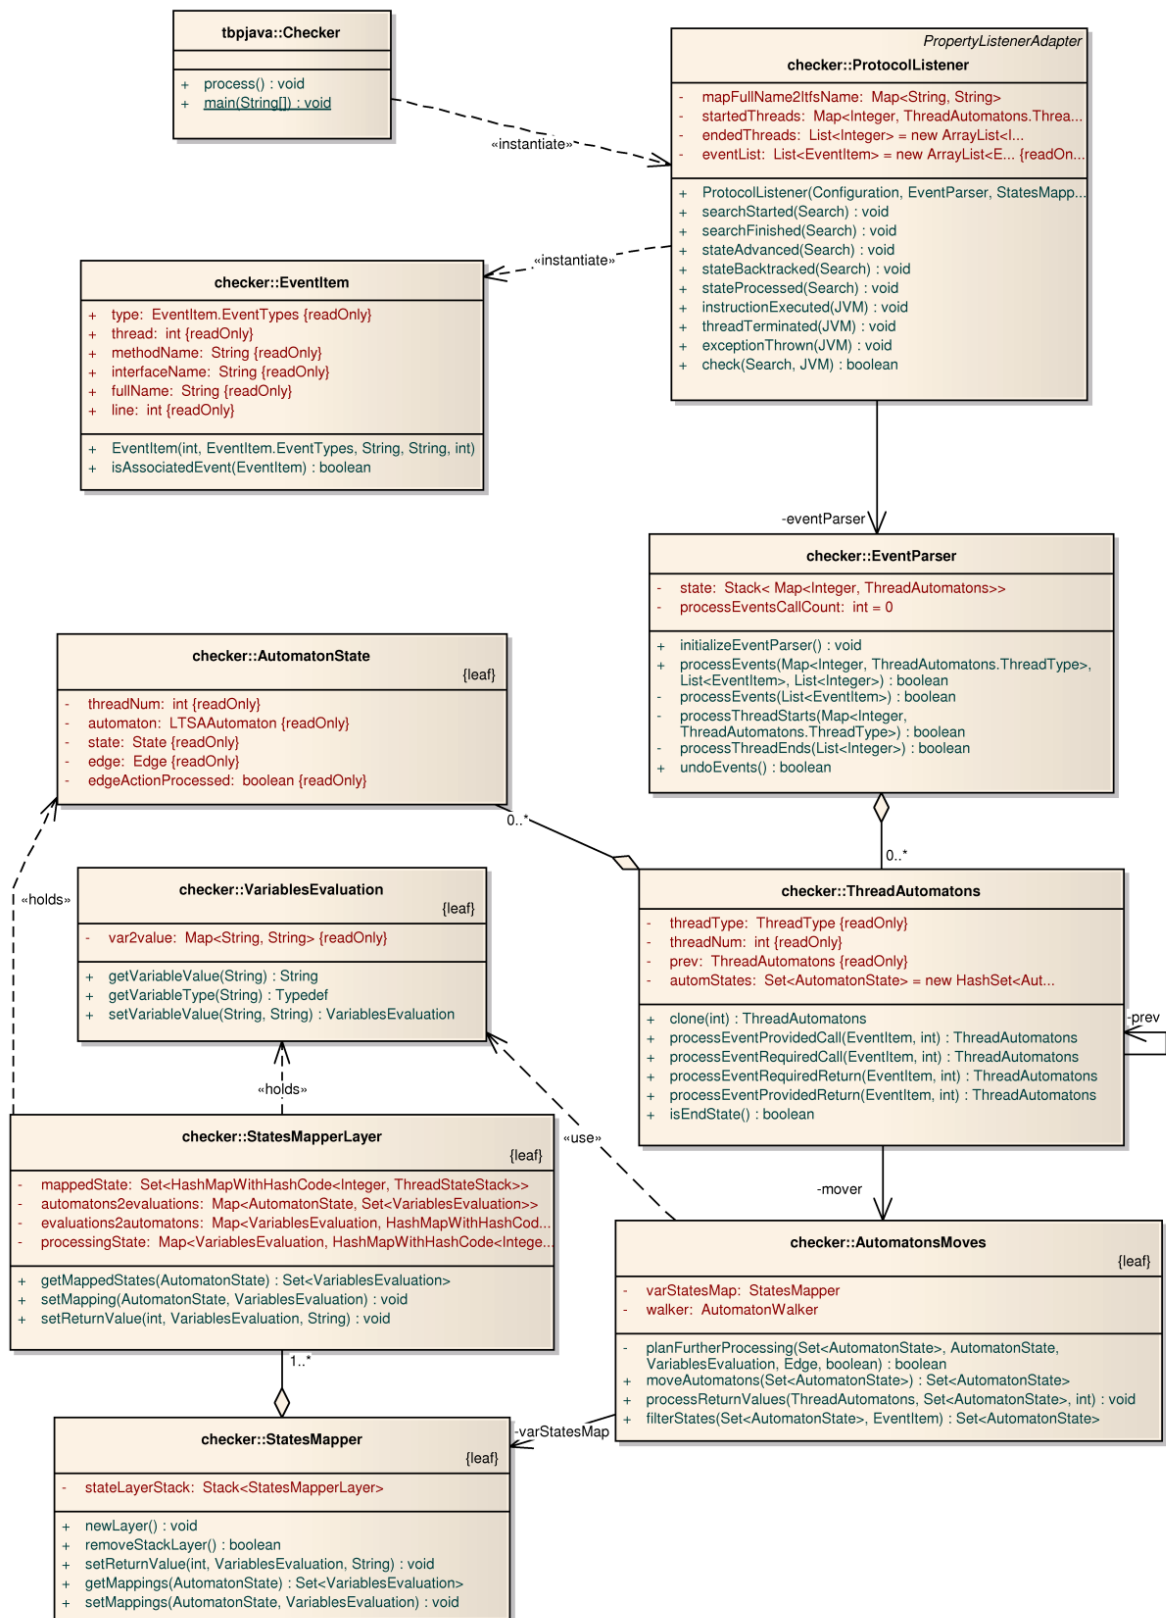 tbpjava::Checker
+ process() : void
+ main(String[]) : void
«instantiate»
PropertyListenerAdapter
checker::ProtocolListener
- mapFullName2ltfsName: Map<String, String>
- startedThreads: Map<Integer, ThreadAutomatons.Threa...
- endedThreads: List<Integer> = new ArrayList<I...
- eventList: List<EventItem> = new ArrayList<E... {readOn...
+ ProtocolListener(Configuration, EventParser, StatesMapp...
+ searchStarted(Search) : void
+ searchFinished(Search) : void
+ stateAdvanced(Search) : void
+ stateBacktracked(Search) : void
+ stateProcessed(Search) : void
+ instructionExecuted(JVM) : void
+ threadTerminated(JVM) : void
+ exceptionThrown(JVM) : void
+ check(Search, JVM) : boolean
«instantiate»
checker::EventItem
+ type: EventItem.EventTypes {readOnly}
+ thread: int {readOnly}
+ methodName: String {readOnly}
+ interfaceName: String {readOnly}
+ fullName: String {readOnly}
+ line: int {readOnly}
+ EventItem(int, EventItem.EventTypes, String, String, int)
+ isAssociatedEvent(EventItem) : boolean
-eventParser
checker::EventParser
- state: Stack< Map<Integer, ThreadAutomatons>>
- processEventsCallCount: int = 0
+ initializeEventParser() : void
+ processEvents(Map<Integer, ThreadAutomatons.ThreadType>,
List<EventItem>, List<Integer>) : boolean
- processEvents(List<EventItem>) : boolean
- processThreadStarts(Map<Integer,
ThreadAutomatons.ThreadType>) : boolean
- processThreadEnds(List<Integer>) : boolean
+ undoEvents() : boolean
checker::AutomatonState
{leaf}
- threadNum: int {readOnly}
- automaton: LTSAAutomaton {readOnly}
- state: State {readOnly}
- edge: Edge {readOnly}
- edgeActionProcessed: boolean {readOnly}
0..*
0..*
«holds»
checker::VariablesEvaluation
{leaf}
- var2value: Map<String, String> {readOnly}
+ getVariableValue(String) : String
+ getVariableType(String) : Typedef
+ setVariableValue(String, String) : VariablesEvaluation
checker::ThreadAutomatons
- threadType: ThreadType {readOnly}
- threadNum: int {readOnly}
- prev: ThreadAutomatons {readOnly}
- automStates: Set<AutomatonState> = new HashSet<Aut...
+ clone(int) : ThreadAutomatons
+ processEventProvidedCall(EventItem, int) : ThreadAutomatons
+ processEventRequiredCall(EventItem, int) : ThreadAutomatons
+ processEventRequiredReturn(EventItem, int) : ThreadAutomatons
+ processEventProvidedReturn(EventItem, int) : ThreadAutomatons
+ isEndState() : boolean
-prev
«holds»
«use»
-mover
checker::StatesMapperLayer
{leaf}
- mappedState: Set<HashMapWithHashCode<Integer, ThreadStateStack>>
- automatons2evaluations: Map<AutomatonState, Set<VariablesEvaluation>>
- evaluations2automatons: Map<VariablesEvaluation, HashMapWithHashCod...
- processingState: Map<VariablesEvaluation, HashMapWithHashCode<Intege...
+ getMappedStates(AutomatonState) : Set<VariablesEvaluation>
+ setMapping(AutomatonState, VariablesEvaluation) : void
+ setReturnValue(int, VariablesEvaluation, String) : void
1..*
checker::AutomatonsMoves
{leaf}
- varStatesMap: StatesMapper
- walker: AutomatonWalker
- planFurtherProcessing(Set<AutomatonState>, AutomatonState,
VariablesEvaluation, Edge, boolean) : boolean
+ moveAutomatons(Set<AutomatonState>) : Set<AutomatonState>
+ processReturnValues(ThreadAutomatons, Set<AutomatonState>, int) : void
+ filterStates(Set<AutomatonState>, EventItem) : Set<AutomatonState>
-varStatesMap
checker::StatesMapper
{leaf}
- stateLayerStack: Stack<StatesMapperLayer>
+ newLayer() : void
+ removeStackLayer() : boolean
+ setReturnValue(int, VariablesEvaluation, String) : void
+ getMappings(AutomatonState) : Set<VariablesEvaluation>
+ setMappings(AutomatonState, VariablesEvaluation) : void